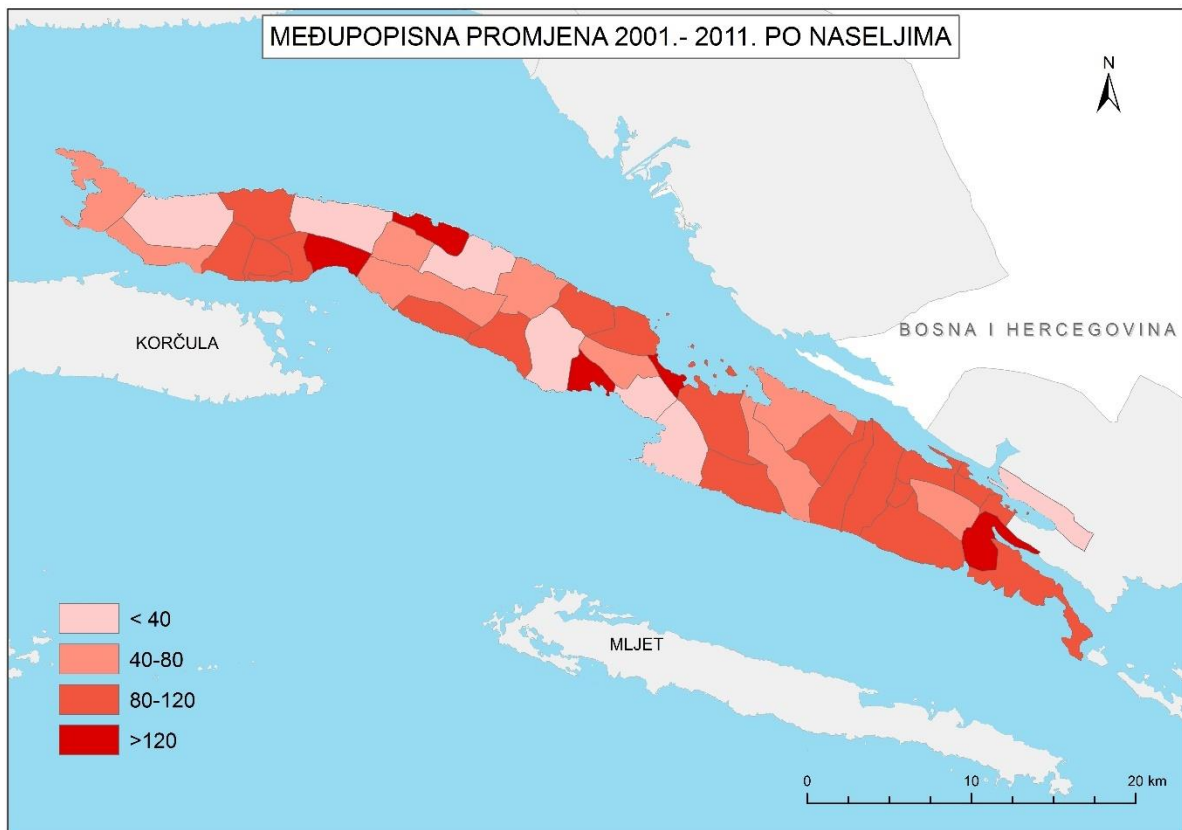 MEĐUPOPISNA PROMJENA 2001.- 2011. PO NASELJIMA
N
BOSNA I HERCEGOVINA
KORČULA
< 40
40-80
80-120
>120
MLJET
0 10 20 km